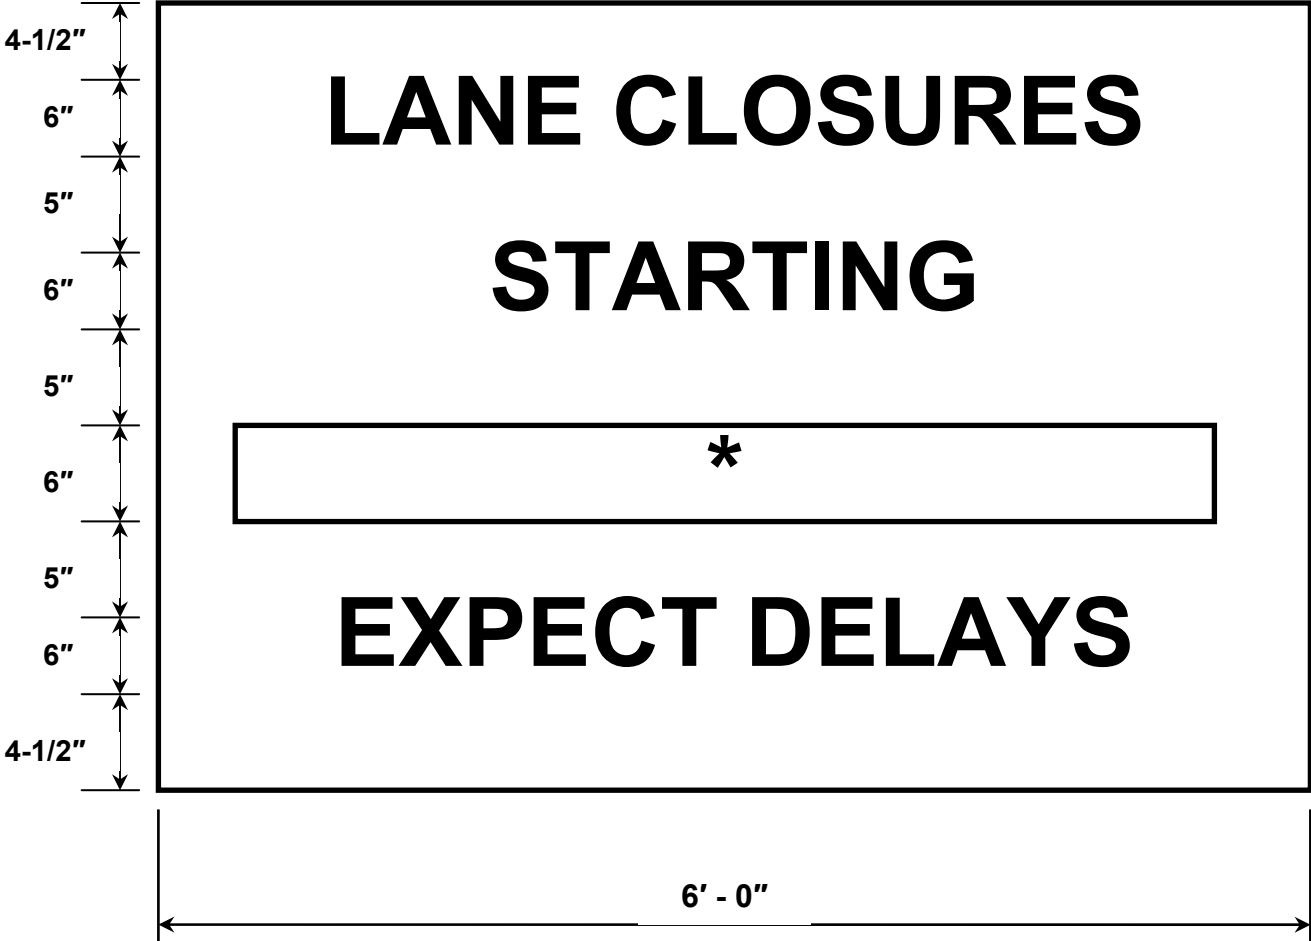 4-1/2″
6″
LANE CLOSURES
5″
6″
STARTING
5″
6″
*
5″
6″
EXPECT DELAYS
4-1/2″
6′ - 0″